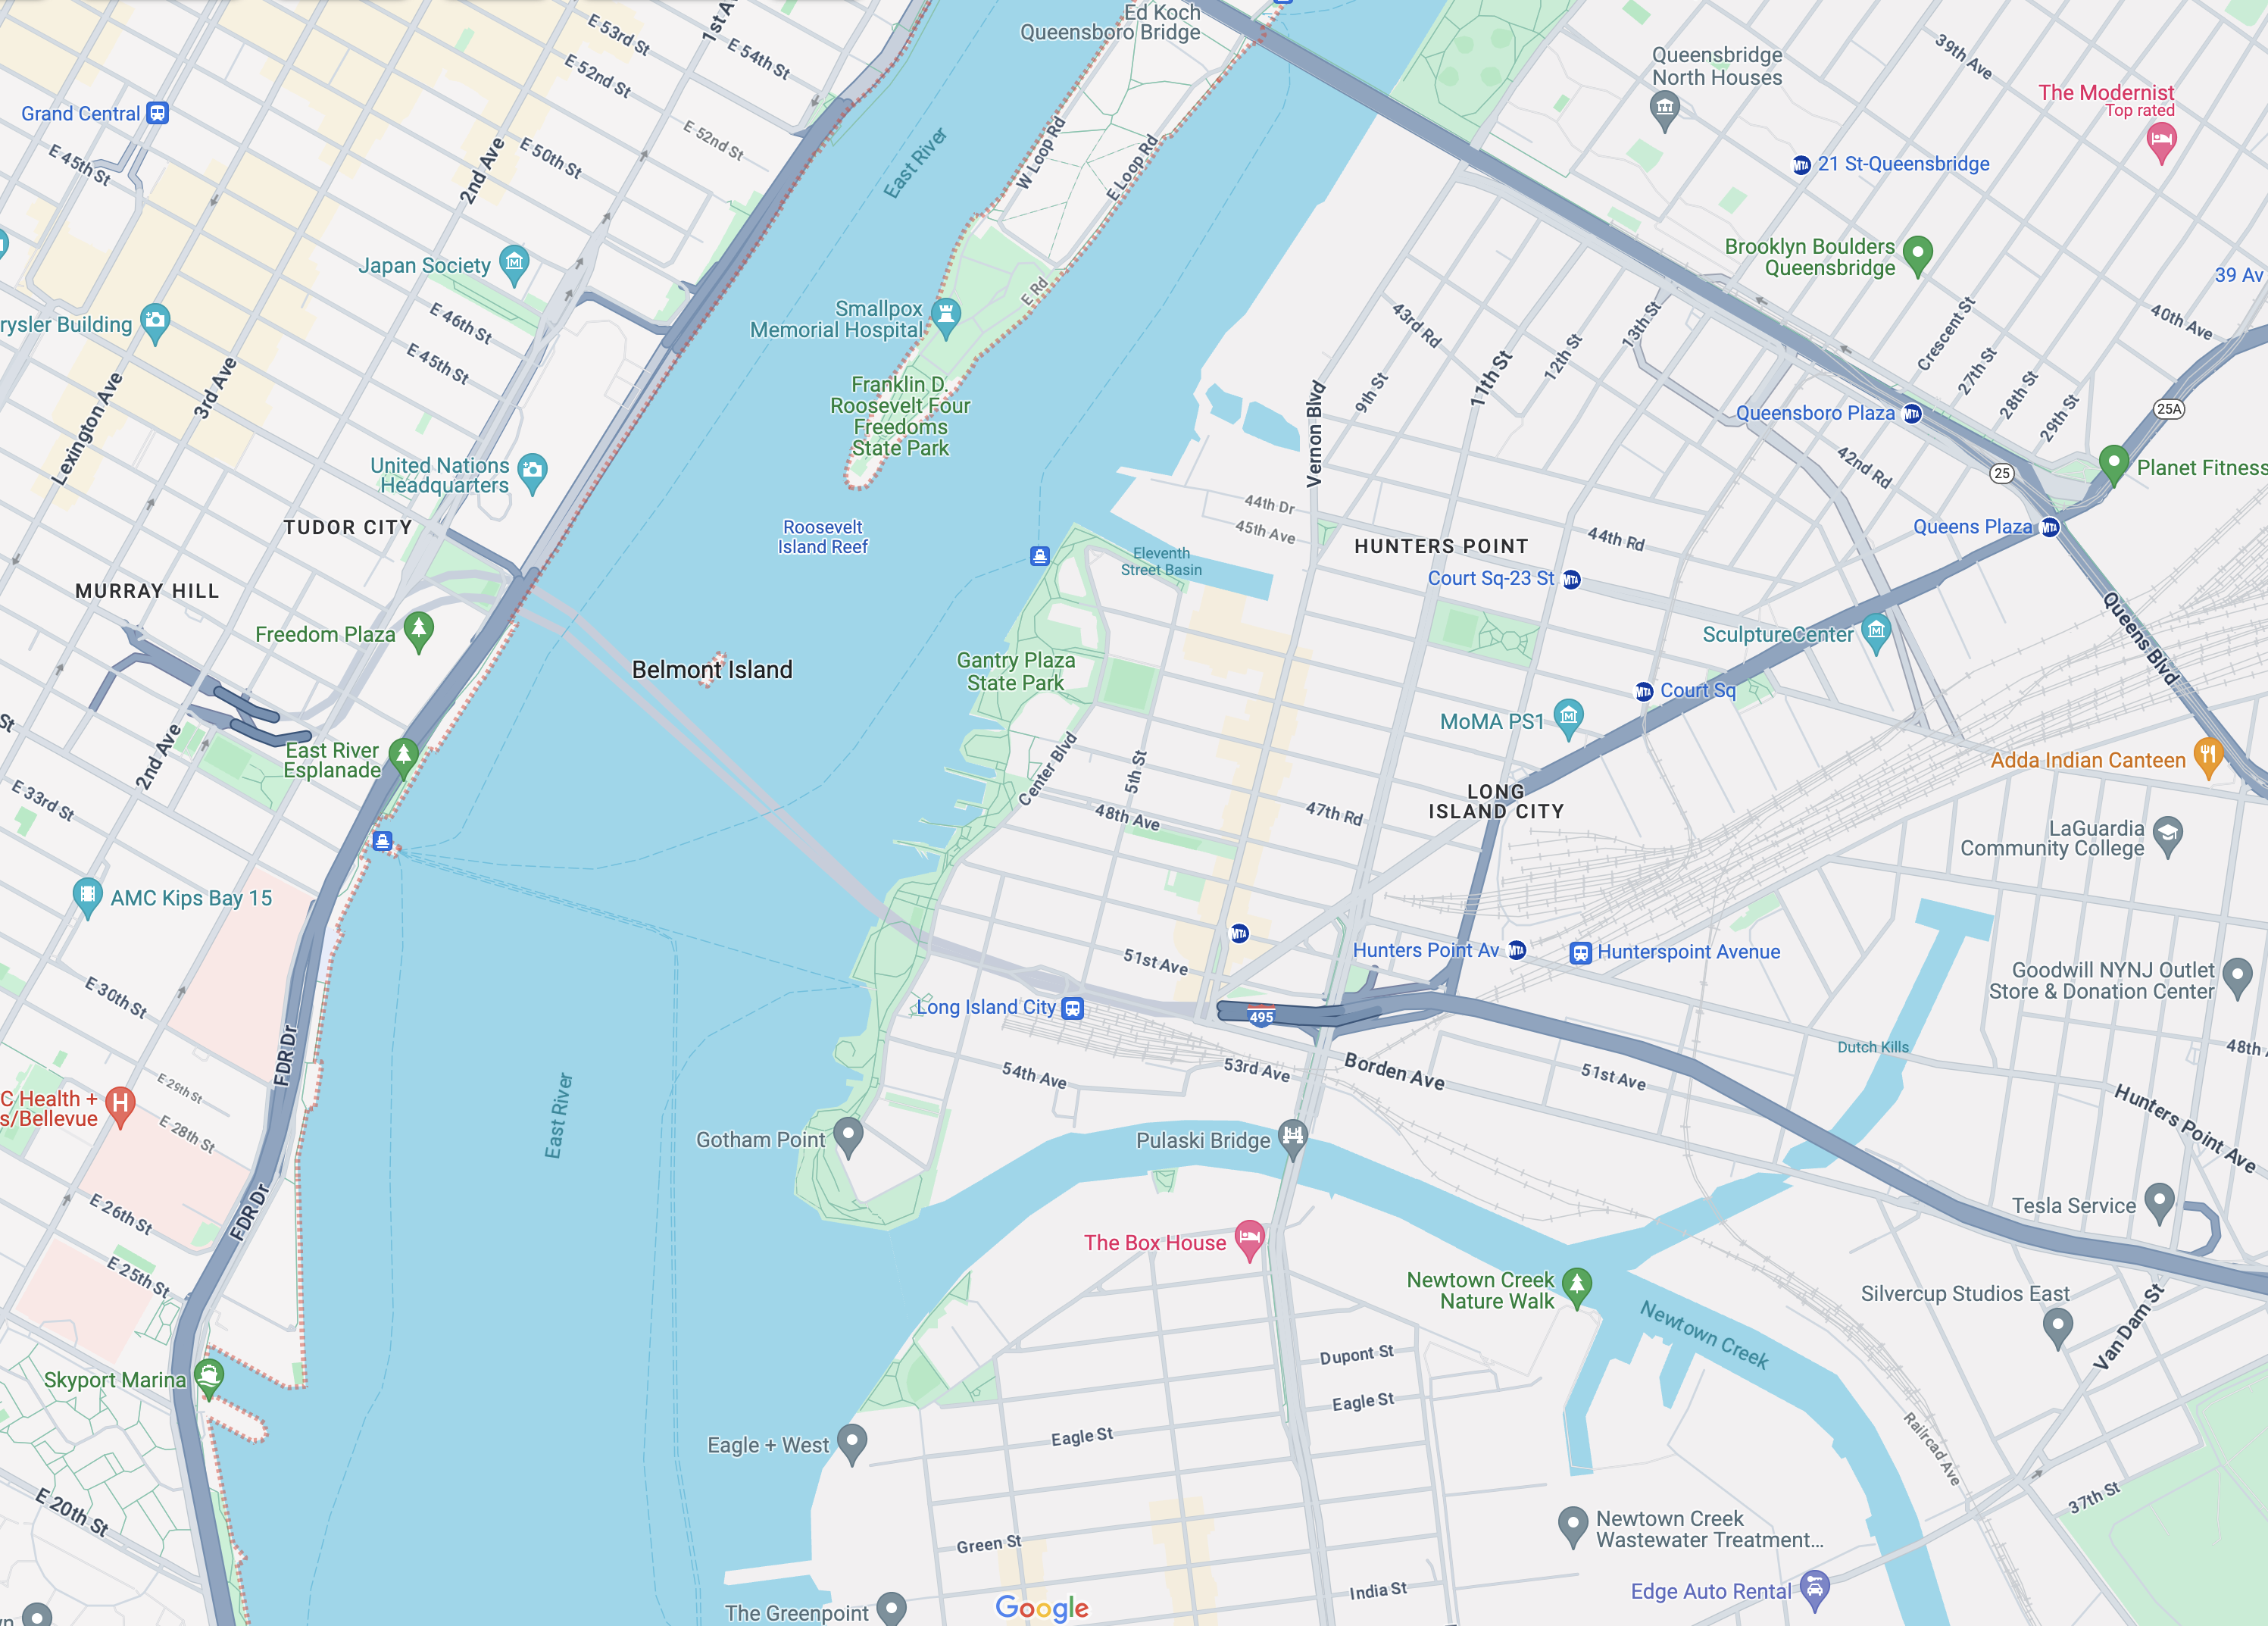 Ed Koch
Queensboro Bridge
E 53rd St
1st Av
E 54th St
E 52nd St
39th Ave
Queensbridge
North Houses
The Modernist
Top rated
Grand Central
E 45th St
2nd Ave
E 50th St
E 52nd St
East River
W Loop Rd
E Loop Rd
21 St-Queensbridge
Brooklyn Boulders
Queensbridge
39 Av
Japan Society
E 46th St
E 45th St
E Rd
Smallpox
Memorial Hospital
rysler Building
3rd Ave
Lexington Ave
43rd Rd
9th St
11th St
12th St
13th St
Vernon Blvd
Crescent St
27th St
28th St
29th St
40th Ave
25A
Franklin D.
Roosevelt Four
Freedoms
State Park
Queensboro Plaza
42nd Rd
25
Planet Fitness
United Nations
Headquarters
TUDOR CITY
Roosevelt
Island Reef
44th Dr
45th Ave
HUNTERS POINT
44th Rd
Queens Plaza
Eleventh
Street Basin
Court Sq-23 St
MURRAY HILL
Freedom Plaza
SculptureCenter
Queens Blvd
Belmont Island
Gantry Plaza
State Park
Court Sq
MoMA PS1
St
2nd Ave
East River
Esplanade
Adda Indian Canteen
E 33rd St
Center Blvd
5th St
48th Ave
47th Rd
LONG
ISLAND CITY
LaGuardia
Community College
AMC Kips Bay 15
Hunters Point Av
Hunterspoint Avenue
51st Ave
Goodwill NYNJ Outlet
Store & Donation Center
E 30th St
Long Island City
495
FDR Dr
Dutch Kills
48th
54th Ave
53rd Ave
Borden Ave
51st Ave
E 29th St
C Health +
s/Bellevue
E 28th St
East River
Gotham Point
Pulaski Bridge
Hunters Point Ave
FDR Dr
E 26th St
Tesla Service
The Box House
E 25th St
Newtown Creek
Nature Walk
Silvercup Studios East
Newtown Creek
Van Dam St
Skyport Marina
Dupont St
Eagle St
Eagle St
Eagle + West
Railroad Ave
E 20th St
37th St
Green St
Newtown Creek
Wastewater Treatment...
India St
Edge Auto Rental
The Greenpoint
Google